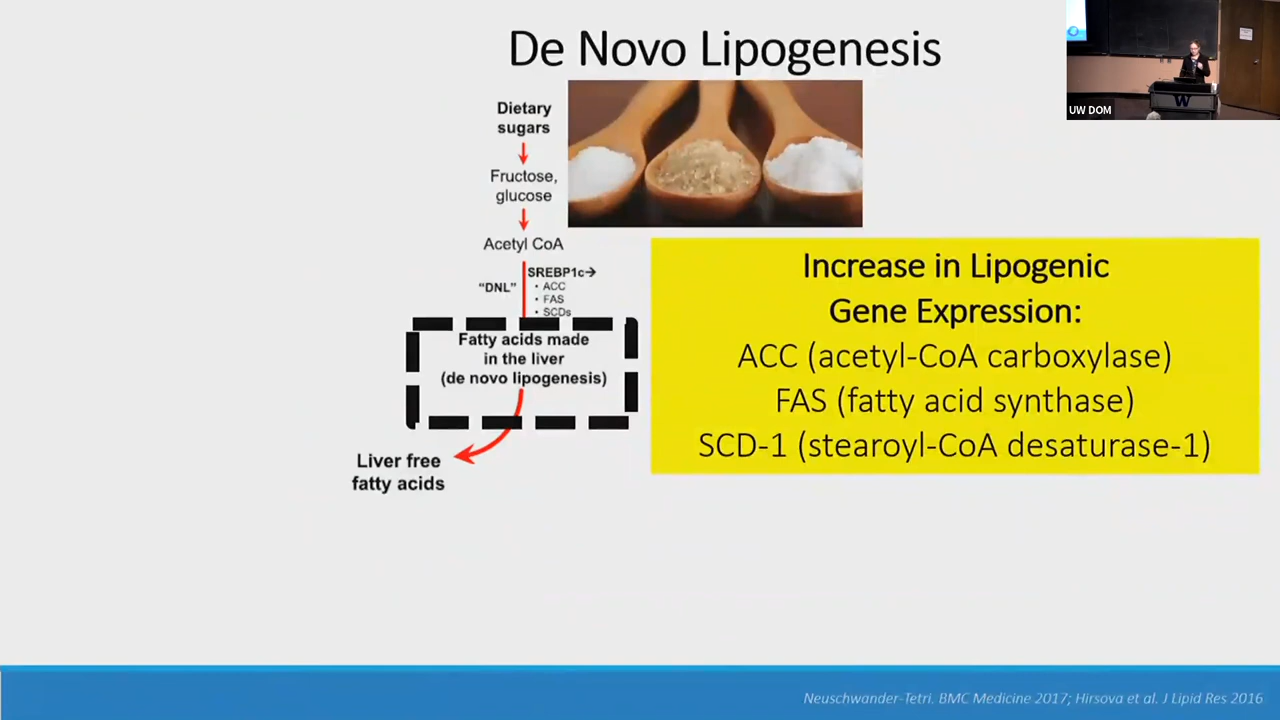 De Novo Lipogenesis
Dietary
sugars
Fructose,
glucose
Acetyl CoA
"DNL"
SREBP1c→
• ACC
• FAS
• SCDs
Fatty acids made
in the liver
(de novo lipogenesis)
Liver free
fatty acids
Increase in Lipogenic
Gene Expression:
ACC (acetyl-CoA carboxylase)
FAS (fatty acid synthase)
SCD-1 (stearoyl-CoA desaturase-1)
W
UW DOM
Neuschwander-Tetri. BMC Medicine 2017; Hirsova et al. J Lipid Res 2016